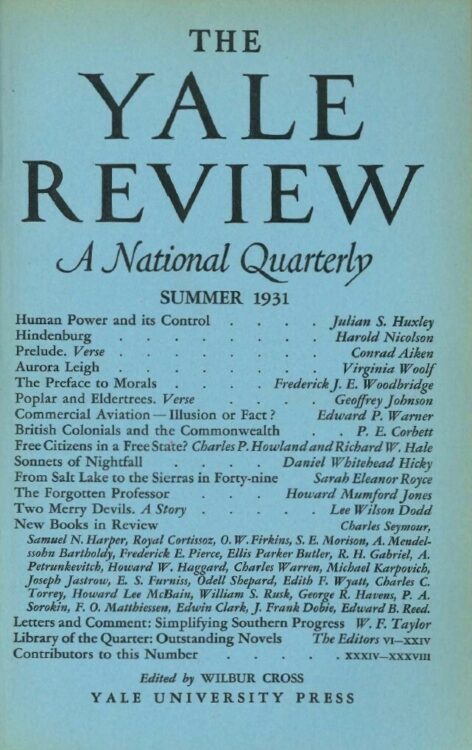 THE
YALE
REVIEW
A National Quarterly
SUMMER 1931
Human Power and its Control . . . . Julian S. Huxley
Hindenburg . . . . . . . . Harold Nicolson
Prelude. Verse . . . . . . . . Conrad Aiken
Aurora Leigh . . . . . . . . Virginia Woolf
The Preface to Morals . . . . . Frederick J. E. Woodbridge
Poplar and Eldertrees. Verse . . . . Geoffrey Johnson
Commercial Aviation — Illusion or Fact? Edward P. Warner
British Colonials and the Commonwealth . . P. E. Corbett
Free Citizens in a Free State? Charles P. Howland and Richard W. Hale
Sonnets of Nightfall . . . . Daniel Whitehead Hicky
From Salt Lake to the Sierras in Forty-nine Sarah Eleanor Royce
The Forgotten Professor . . . Howard Mumford Jones
Two Merry Devils. A Story . . . . Lee Wilson Dodd
New Books in Review Charles Seymour,
Samuel N. Harper, Royal Cortissoz, O. W. Firkins, S. E. Morison, A. Mendel-
ssohn Bartholdy, Frederick E. Pierce, Ellis Parker Butler, R. H. Gabriel, A.
Petrunkevitch, Howard W. Haggard, Charles Warren, Michael Karpovich,
Joseph Jastrow, E. S. Furniss, Odell Shepard, Edith F. Wyatt, Charles C.
Torrey, Howard Lee McBain, William S. Rusk, George R. Havens, P. A.
Sorokin, F. O. Matthiessen, Edwin Clark, J. Frank Dobie, Edward B. Reed.
Letters and Comment: Simplifying Southern Progress W. F. Taylor
Library of the Quarter: Outstanding Novels The Editors VI—XXIV
Contributors to this Number . . . . . XXXIV—XXXVIII
Edited by WILBUR CROSS
YALE UNIVERSITY PRESS